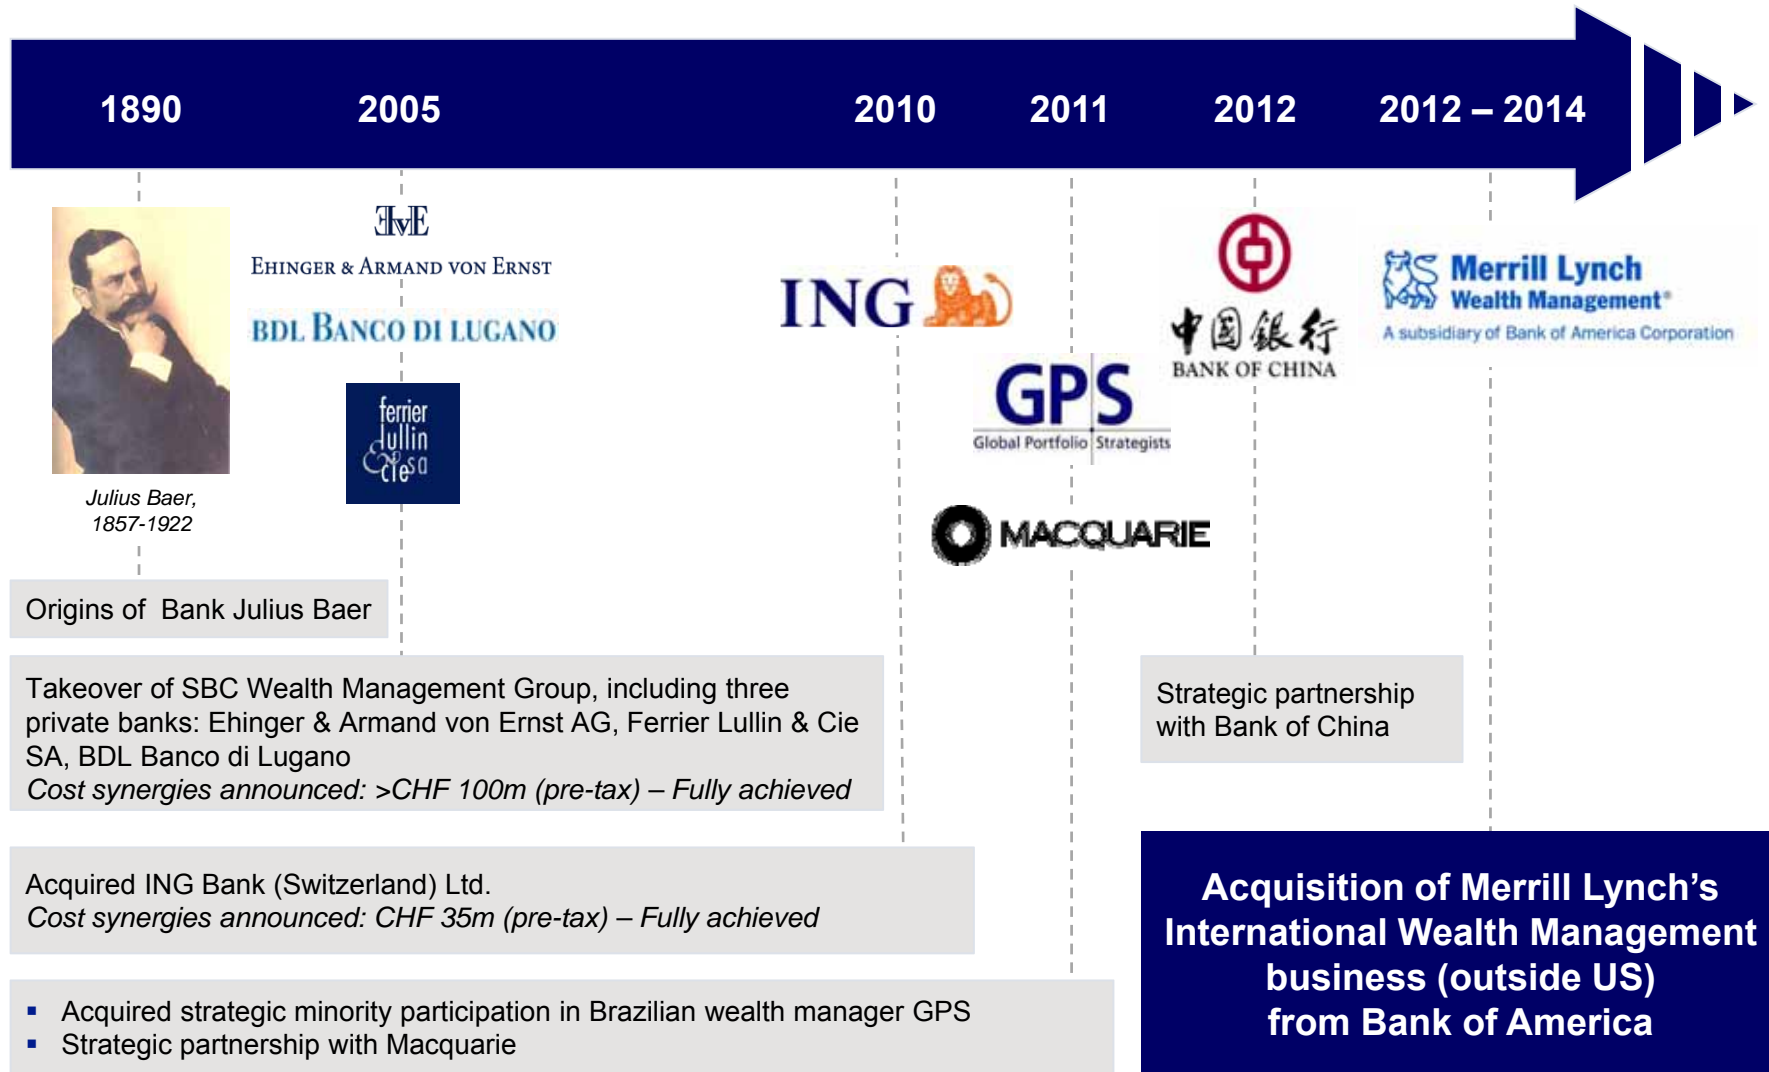 1890 2005 2010 2011 2012 2012 – 2014
Julius Baer,
1857-1922
EvE
EHINGER & ARMAND VON ERNST
BDL BANCO DI LUGANO
ferrier
lullin
& cie sa
ING
GPS
Global Portfolio Strategists
MACQUARIE
中国银行
BANK OF CHINA
Merrill Lynch
Wealth Management®
A subsidiary of Bank of America Corporation
Origins of Bank Julius Baer
Takeover of SBC Wealth Management Group, including three
private banks: Ehinger & Armand von Ernst AG, Ferrier Lullin & Cie
SA, BDL Banco di Lugano
Cost synergies announced: >CHF 100m (pre-tax) – Fully achieved
Strategic partnership
with Bank of China
Acquired ING Bank (Switzerland) Ltd.
Cost synergies announced: CHF 35m (pre-tax) – Fully achieved
▪ Acquired strategic minority participation in Brazilian wealth manager GPS
▪ Strategic partnership with Macquarie
Acquisition of Merrill Lynch’s
International Wealth Management
business (outside US)
from Bank of America